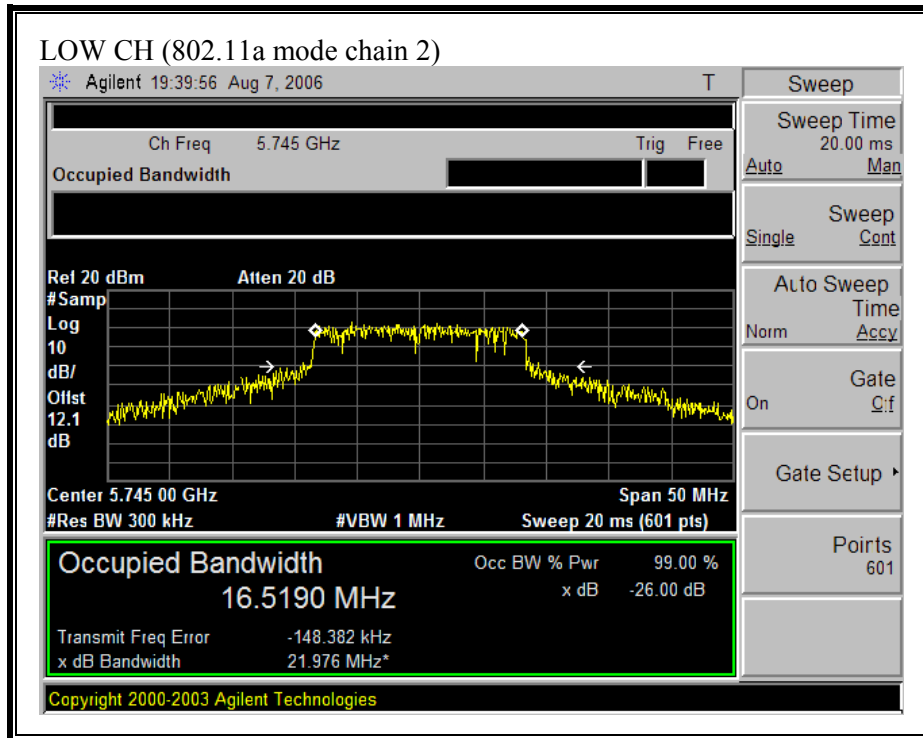 LOW CH (802.11a mode chain 2)
Agilent 19:39:56 Aug 7, 2006 T
Sweep
Ch Freq 5.745 GHz Trig Free
Occupied Bandwidth
Sweep Time
20.00 ms
Auto Man
Sweep
Single Cont
Ref 20 dBm Atten 20 dB
#Samp
Log
10
dB/
Offst
12.1
dB
Auto Sweep
Time
Norm Accy
Gate
On Off
Gate Setup
Center 5.745 00 GHz Span 50 MHz
#Res BW 300 kHz #VBW 1 MHz Sweep 20 ms (601 pts)
Points
601
Occupied Bandwidth
16.5190 MHz
Occ BW % Pwr 99.00 %
x dB -26.00 dB
Transmit Freq Error -148.382 kHz
x dB Bandwidth 21.976 MHz*
Copyright 2000-2003 Agilent Technologies